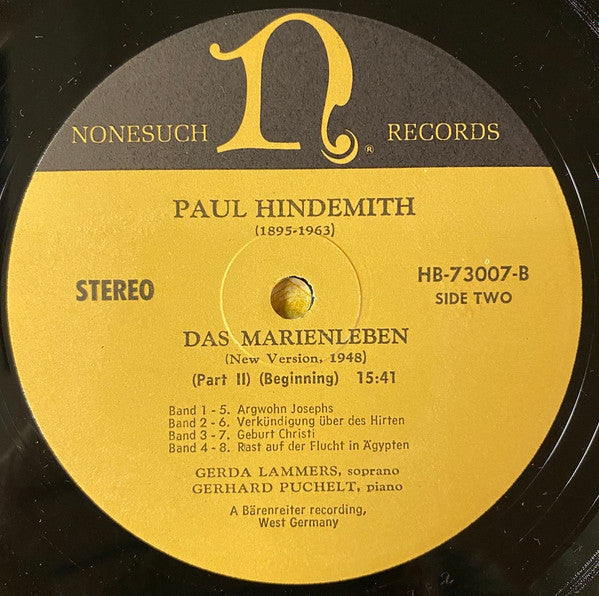 n
NONESUCH RECORDS
®
PAUL HINDEMITH
(1895-1963)
STEREO
HB-73007-B
SIDE TWO
DAS MARIENLEBEN
(New Version, 1948)
(Part II) (Beginning) 15:41
Band 1 - 5. Argwohn Josephs
Band 2 - 6. Verkündigung über des Hirten
Band 3 - 7. Geburt Christi
Band 4 - 8. Rast auf der Flucht in Ägypten
GERDA LAMMERS, soprano
GERHARD PUCHELT, piano
A Bärenreiter recording,
West Germany